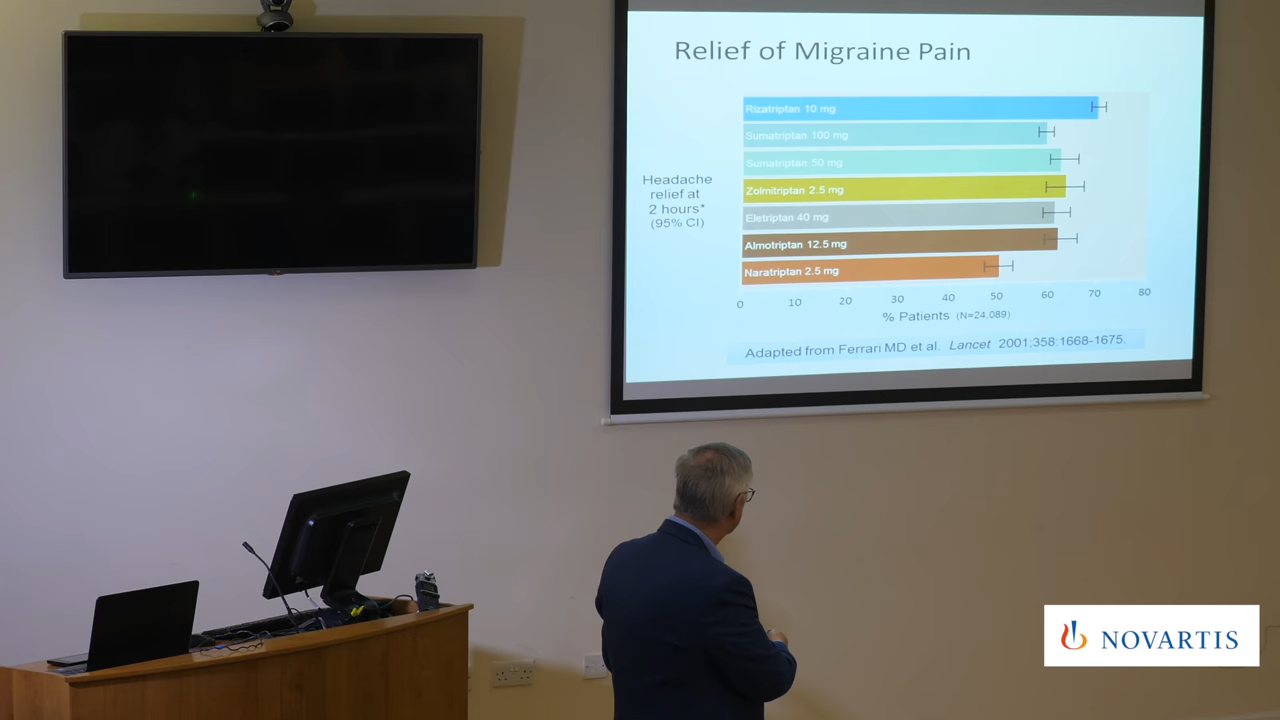 Relief of Migraine Pain
Rizatriptan 10 mg
Sumatriptan 100 mg
Sumatriptan 50 mg
Zolmitriptan 2.5 mg
Eletriptan 40 mg
Almotriptan 12.5 mg
Naratriptan 2.5 mg
Headache
relief at
2 hours*
(95% CI)
0 10 20 30 40 50 60 70 80
% Patients (N=24,089)
Adapted from Ferrari MD et al. Lancet 2001;358:1668-1675.
NOVARTIS